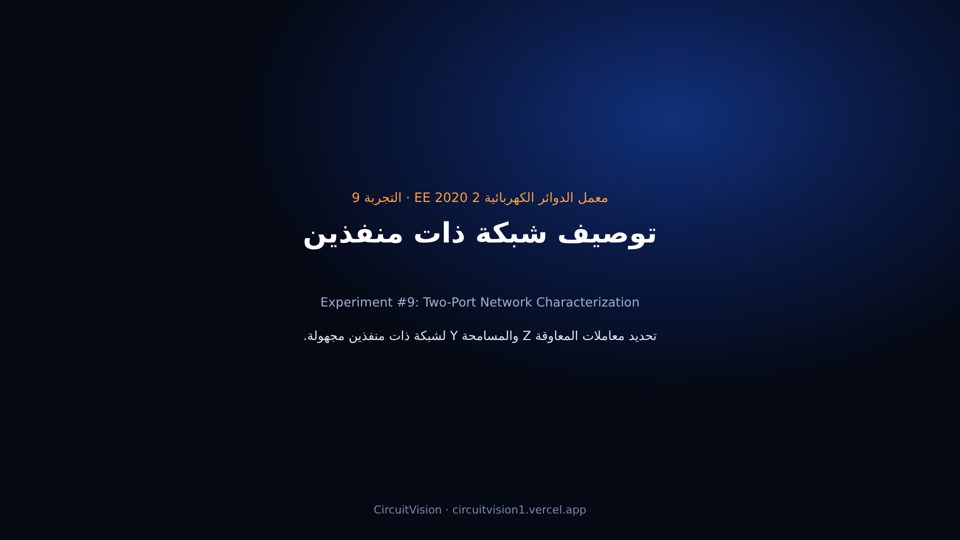 معمل الدوائر الكهربائية 2 EE 2020 · التجربة 9
توصيف شبكة ذات منفذين
Experiment #9: Two-Port Network Characterization
تحديد معاملات المعاوقة Z والمسامحة Y لشبكة ذات منفذين مجهولة.
CircuitVision · circuitvision1.vercel.app